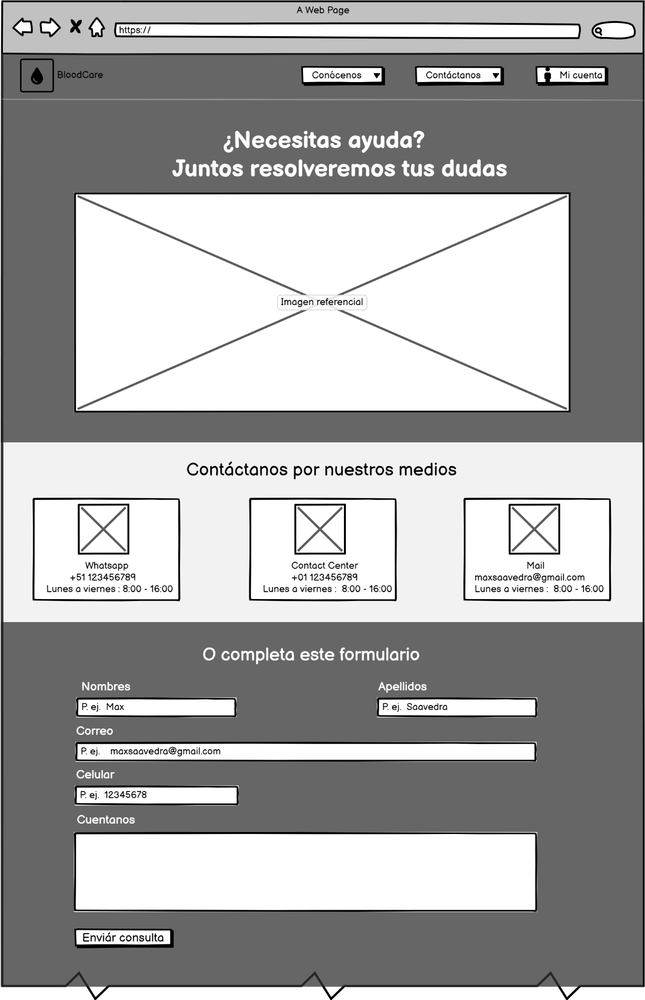 A Web Page
https://
BloodCare
Conócenos
Contáctanos
Mi cuenta
¿Necesitas ayuda?
Juntos resolveremos tus dudas
Imagen referencial
Contáctanos por nuestros medios
Whatsapp
+51 123456789
Lunes a viernes : 8:00 - 16:00
Contact Center
+01 123456789
Lunes a viernes : 8:00 - 16:00
Mail
maxsaavedra@gmail.com
Lunes a viernes : 8:00 - 16:00
O completa este formulario
Nombres
Apellidos
P. ej. Max
P. ej. Saavedra
Correo
P. ej. maxsaavedra@gmail.com
Celular
P. ej. 12345678
Cuentanos
Enviár consulta